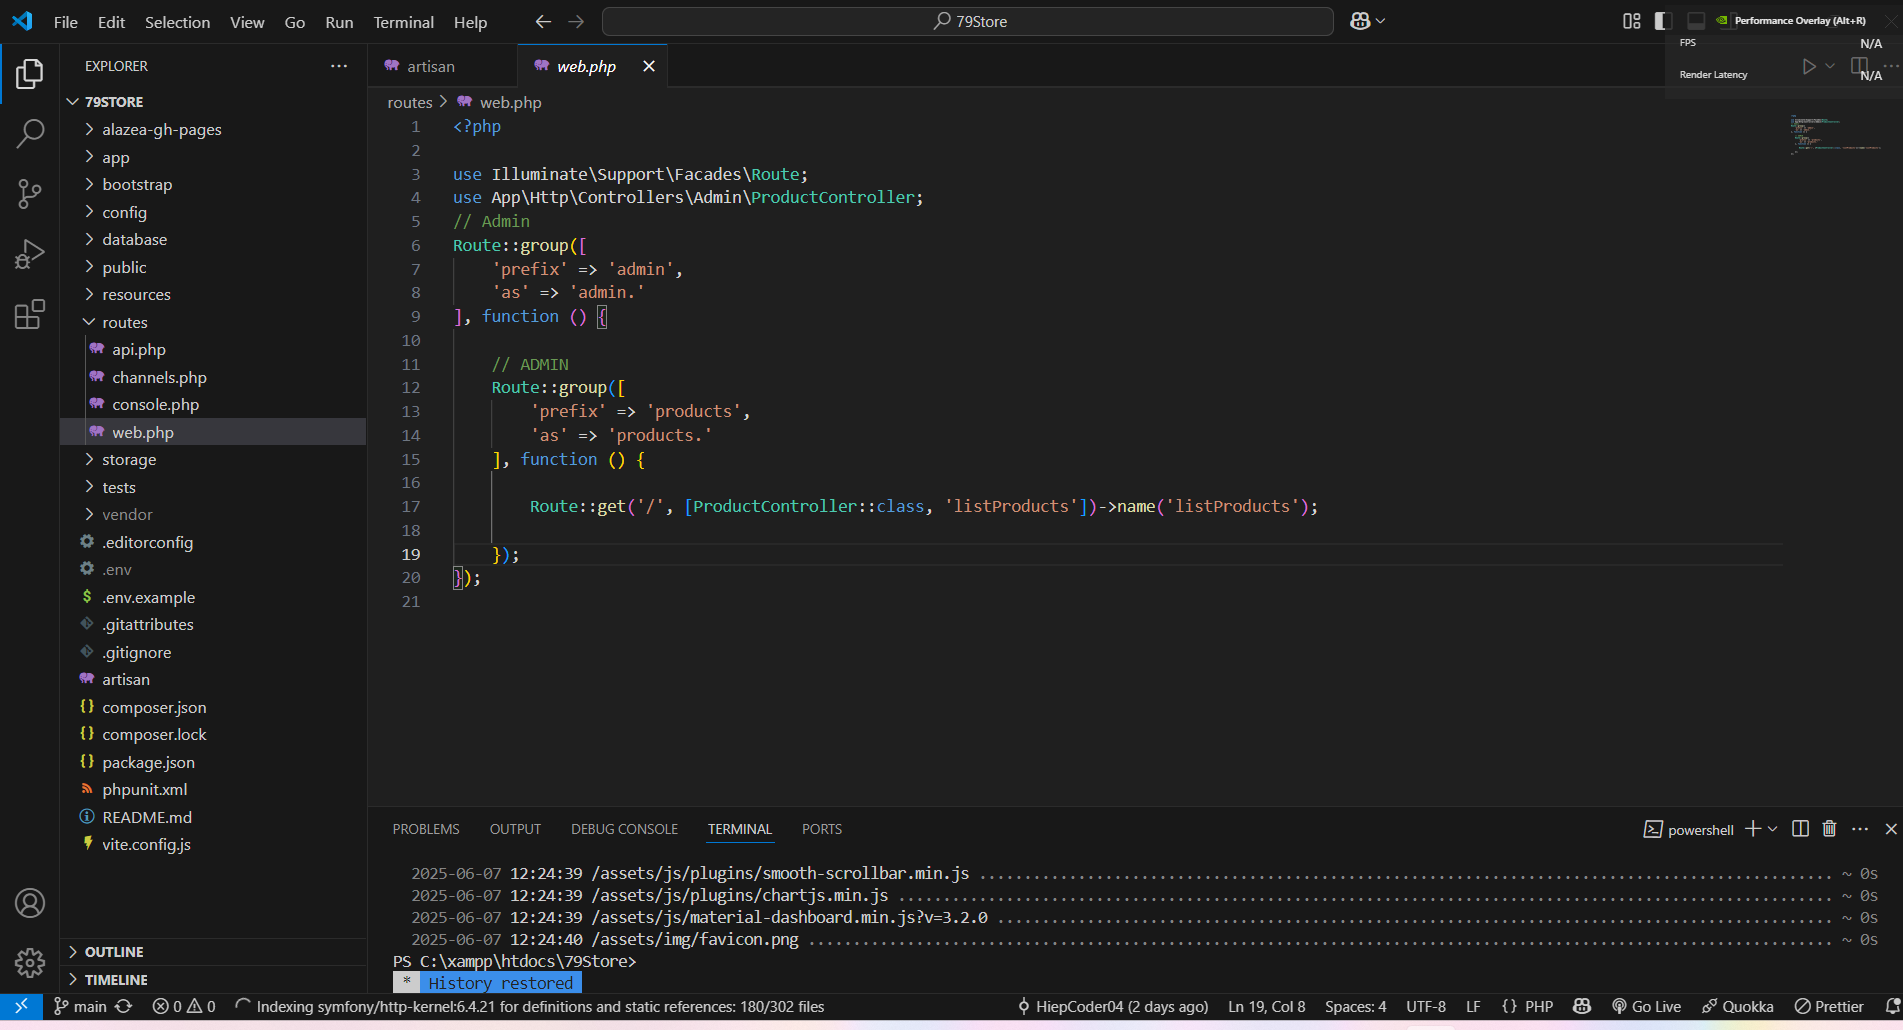 File Edit Selection View Go Run Terminal Help
79Store
Performance Overlay (Alt+R)
FPS N/A
Render Latency N/A
EXPLORER
79STORE
alazea-gh-pages
app
bootstrap
config
database
public
resources
routes
api.php
channels.php
console.php
web.php
storage
tests
vendor
.editorconfig
.env
.env.example
.gitattributes
.gitignore
artisan
composer.json
composer.lock
package.json
phpunit.xml
README.md
vite.config.js
OUTLINE
TIMELINE
artisan web.php
routes > web.php
1 <?php
2
3 use Illuminate\Support\Facades\Route;
4 use App\Http\Controllers\Admin\ProductController;
5 // Admin
6 Route::group([
7 'prefix' => 'admin',
8 'as' => 'admin.'
9 ], function () {
10
11 // ADMIN
12 Route::group([
13 'prefix' => 'products',
14 'as' => 'products.'
15 ], function () {
16
17 Route::get('/', [ProductController::class, 'listProducts'])->name('listProducts');
18
19 });
20 });
21
PROBLEMS OUTPUT DEBUG CONSOLE TERMINAL PORTS
powershell
2025-06-07 12:24:39 /assets/js/plugins/smooth-scrollbar.min.js ........ ~ 0s
2025-06-07 12:24:39 /assets/js/plugins/chartjs.min.js ........ ~ 0s
2025-06-07 12:24:39 /assets/js/material-dashboard.min.js?v=3.2.0 ........ ~ 0s
2025-06-07 12:24:40 /assets/img/favicon.png ........ ~ 0s
PS C:\xampp\htdocs\79Store>
* History restored
main 0 0 Indexing symfony/http-kernel:6.4.21 for definitions and static references: 180/302 files HiepCoder04 (2 days ago) Ln 19, Col 8 Spaces: 4 UTF-8 LF {} PHP Go Live Quokka Prettier